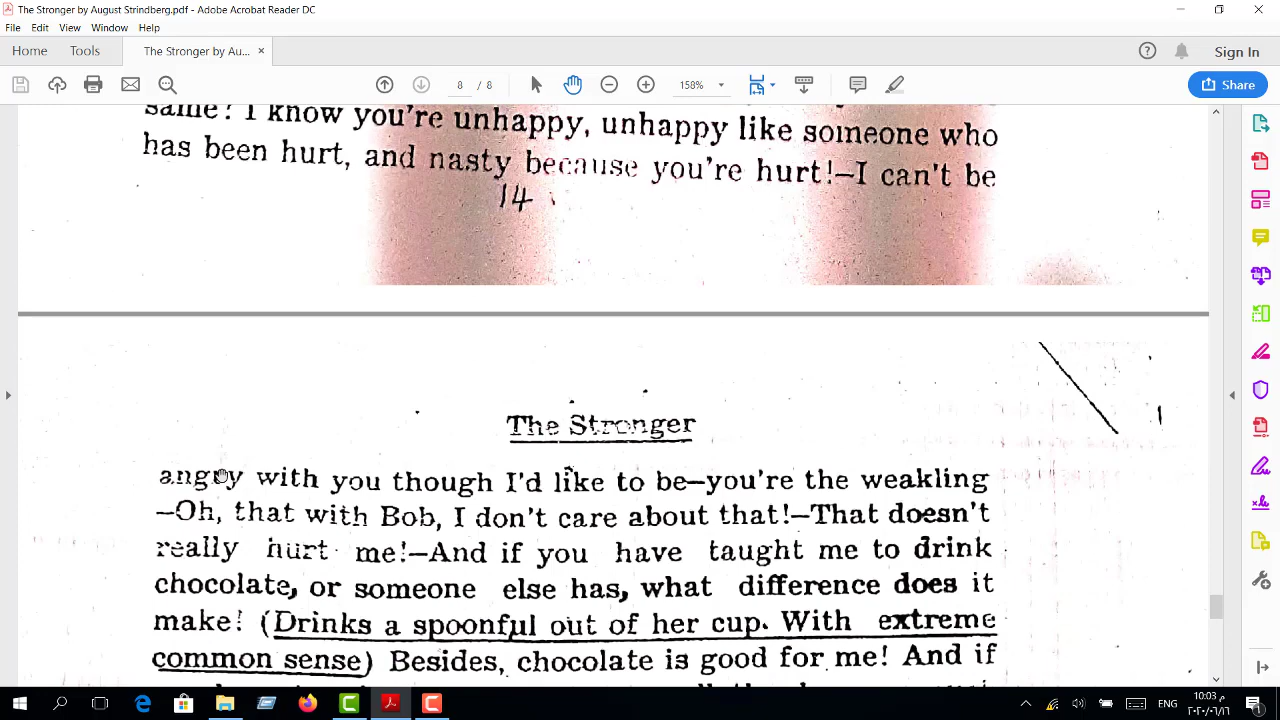 The Stronger by August Strindberg.pdf - Adobe Acrobat Reader DC
File Edit View Window Help
Home Tools The Stronger by Au... × Sign In
8 / 8 158% Share
same? I know you're unhappy, unhappy like someone who
has been hurt, and nasty because you're hurt!—I can't be
14
The Stronger
angry with you though I'd like to be—you're the weakling
—Oh, that with Bob, I don't care about that!—That doesn't
really hurt me!—And if you have taught me to drink
chocolate, or someone else has, what difference does it
make! (Drinks a spoonful out of her cup. With extreme
common sense) Besides, chocolate is good for me! And if
ENG
10:03 م